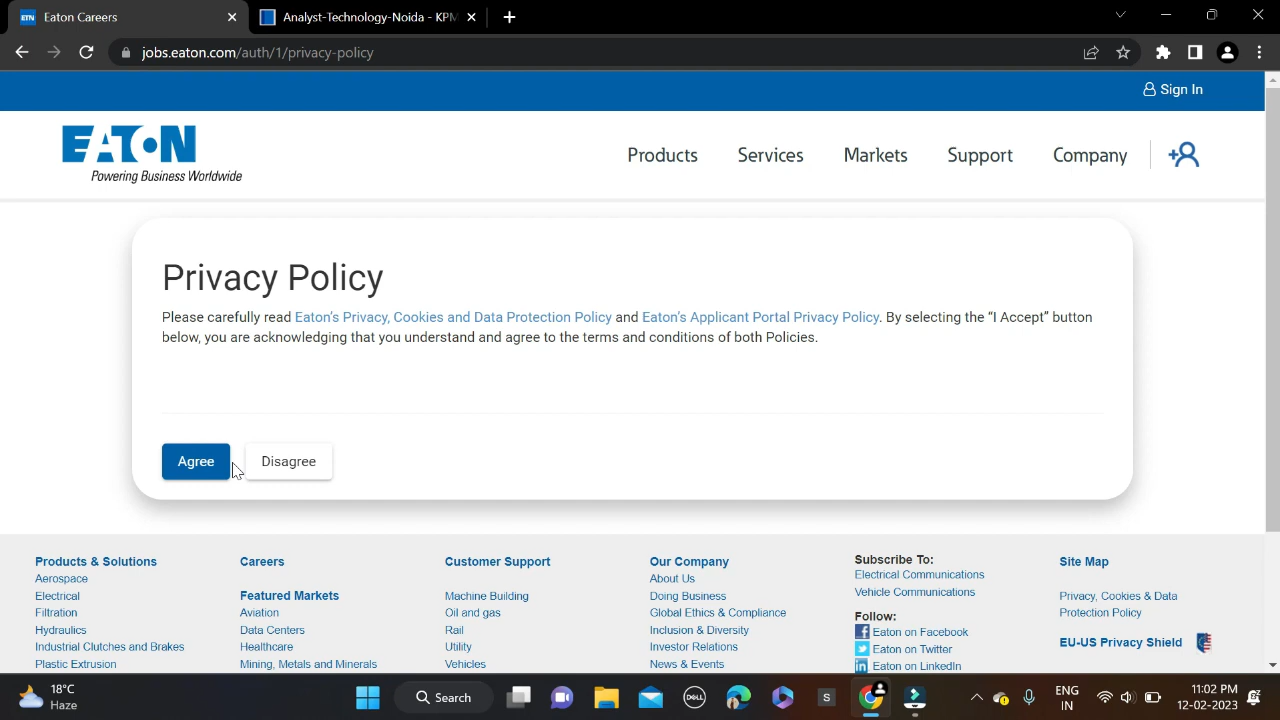 ETN Eaton Careers
Analyst-Technology-Noida - KPM
jobs.eaton.com/auth/1/privacy-policy
Sign In
EATON
Powering Business Worldwide
Products Services Markets Support Company
Privacy Policy
Please carefully read Eaton's Privacy, Cookies and Data Protection Policy and Eaton's Applicant Portal Privacy Policy. By selecting the “I Accept” button
below, you are acknowledging that you understand and agree to the terms and conditions of both Policies.
Agree Disagree
Products & Solutions
Aerospace
Electrical
Filtration
Hydraulics
Industrial Clutches and Brakes
Plastic Extrusion
Careers
Featured Markets
Aviation
Data Centers
Healthcare
Mining, Metals and Minerals
Customer Support
Machine Building
Oil and gas
Rail
Utility
Vehicles
Our Company
About Us
Doing Business
Global Ethics & Compliance
Inclusion & Diversity
Investor Relations
News & Events
Subscribe To:
Electrical Communications
Vehicle Communications
Follow:
Eaton on Facebook
Eaton on Twitter
Eaton on LinkedIn
Site Map
Privacy, Cookies & Data
Protection Policy
EU-US Privacy Shield
18°C
Haze
Search
DELL
S
ENG
IN
11:02 PM
12-02-2023